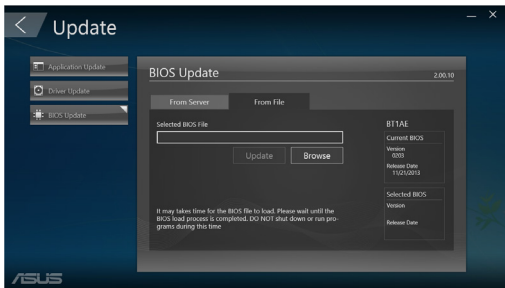 Update
Application Update
Driver Update
BIOS Update
BIOS Update
2.00.10
From Server
From File
Selected BIOS File
Update
Browse
It may takes time for the BIOS file to load. Please wait until the
BIOS load process is completed. DO NOT shut down or run pro-
grams during this time
BT1AE
Current BIOS
Version
0203
Release Date
11/21/2013
Selected BIOS
Version
Release Date
ASUS